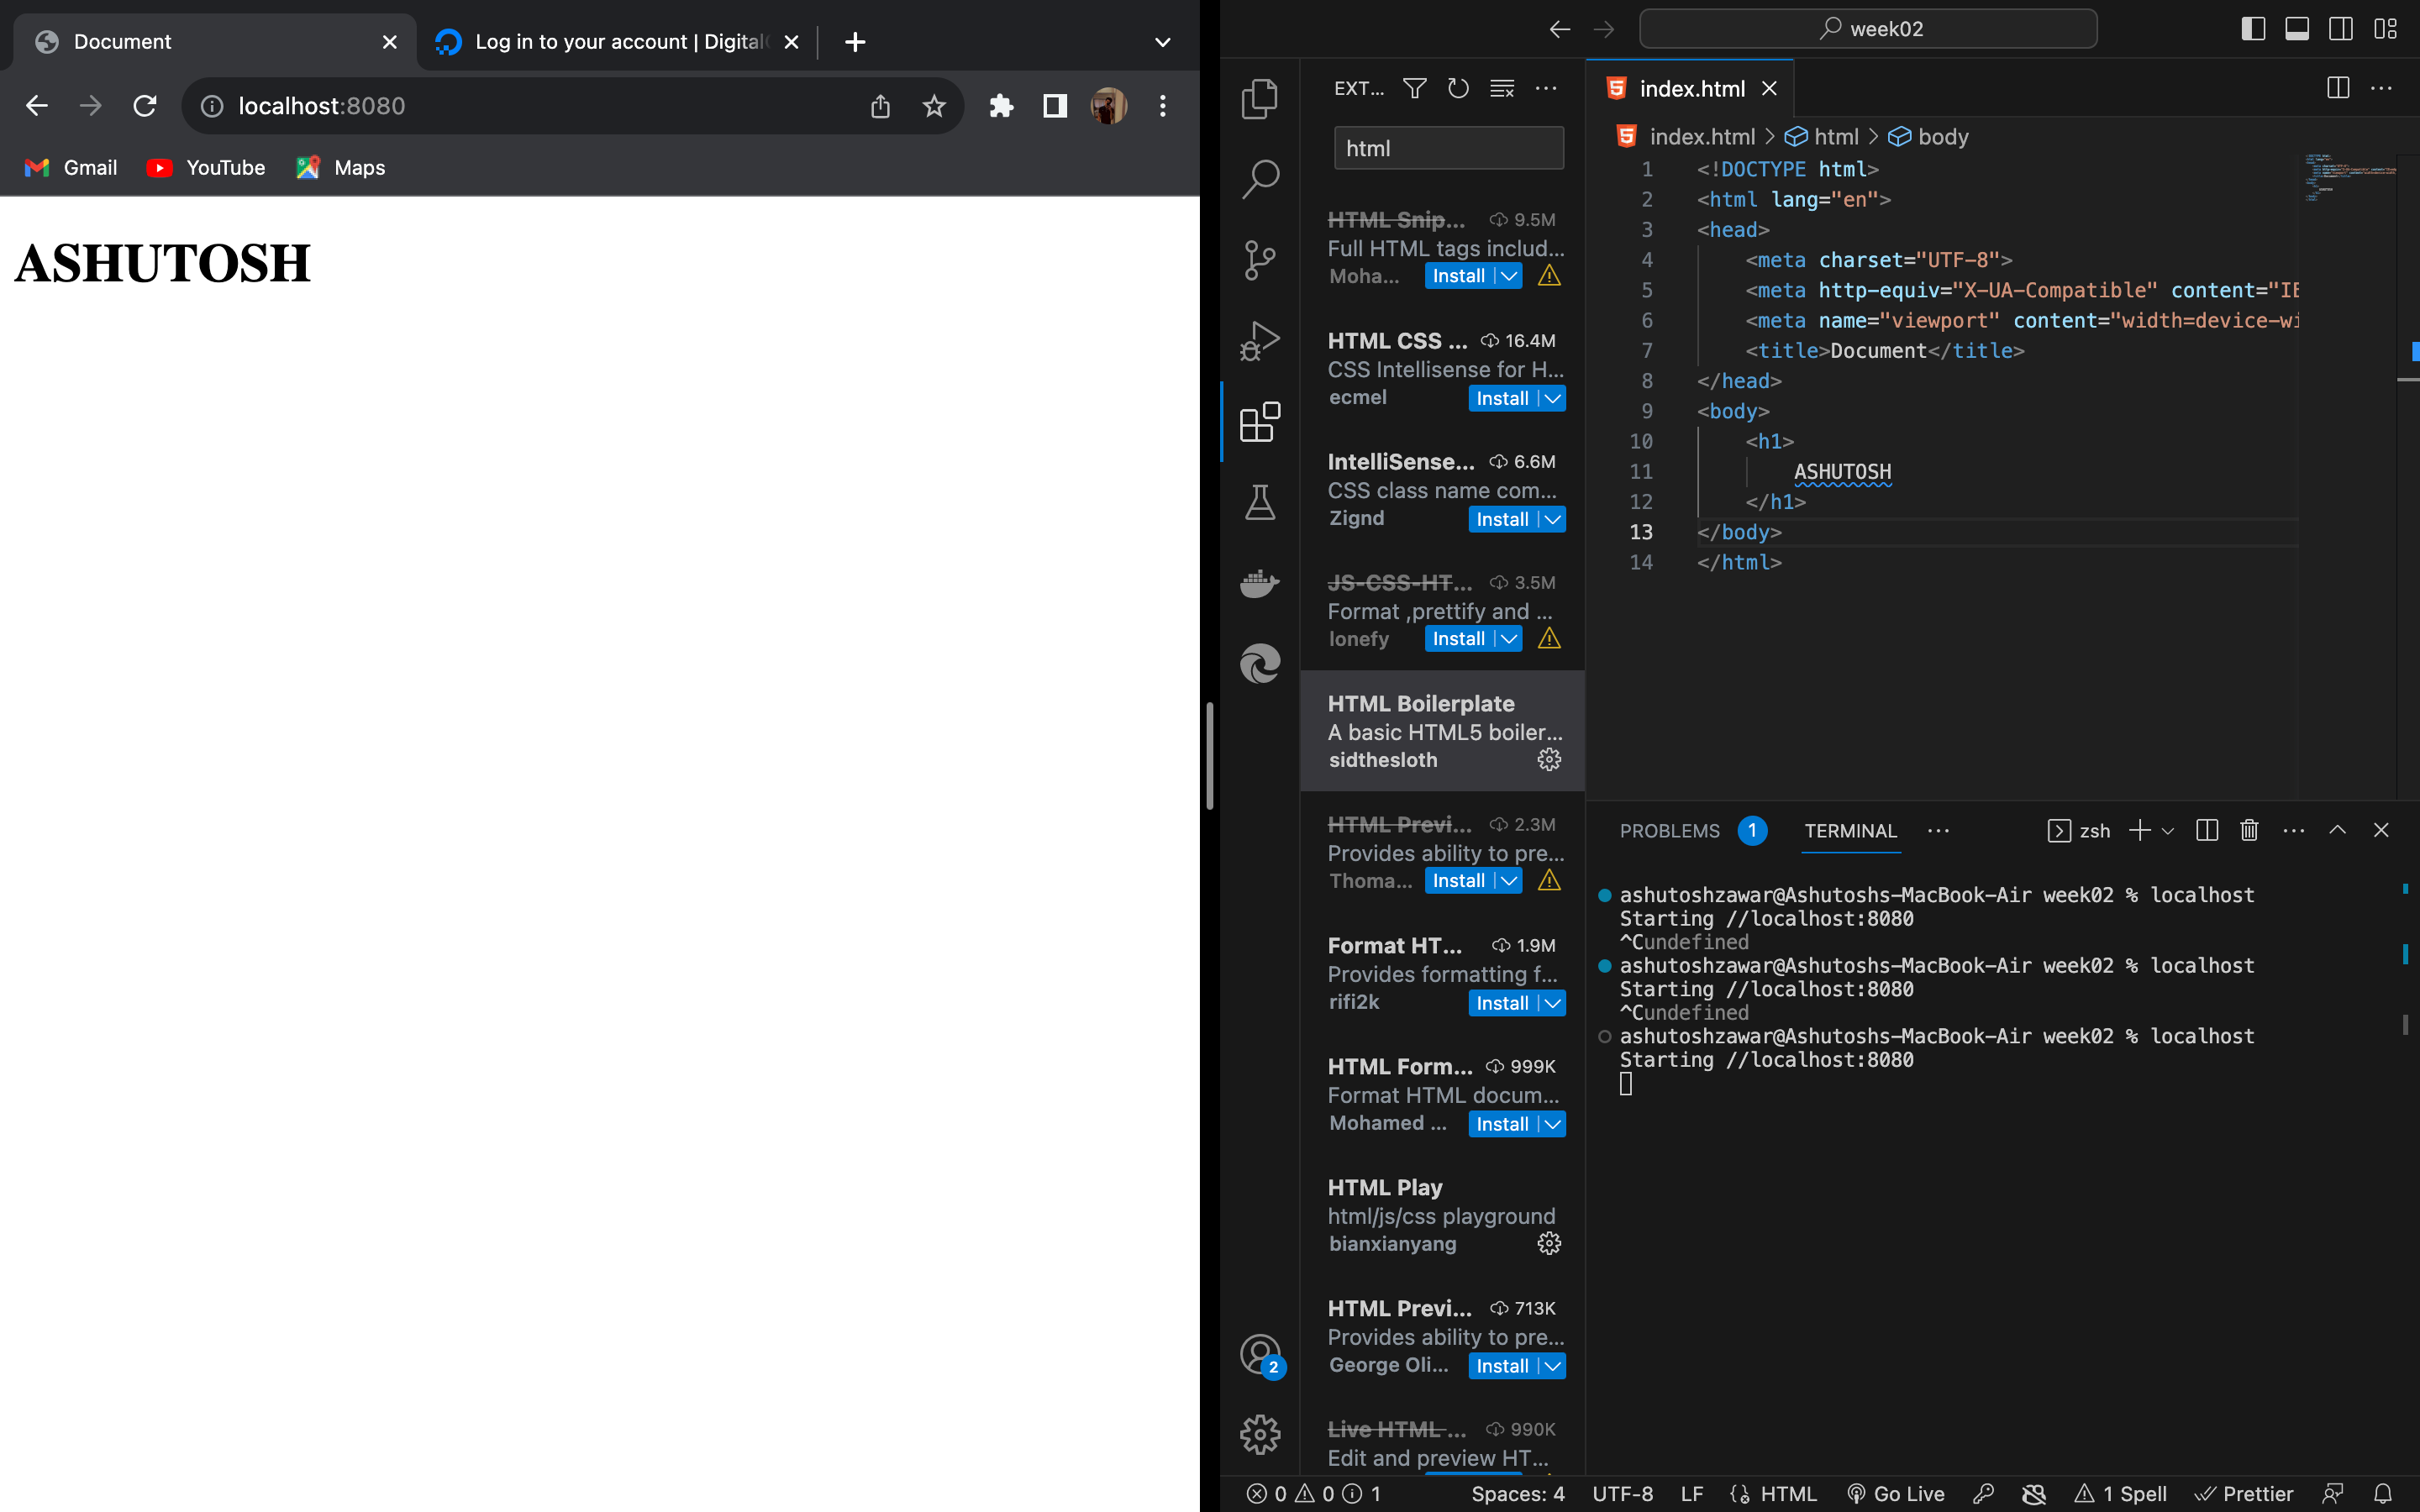 Document
Log in to your account | Digital
localhost:8080
Gmail
YouTube
Maps
ASHUTOSH
week02
EXT...
html
HTML Snip... 9.5M
Full HTML tags includ...
Moha... Install
HTML CSS ... 16.4M
CSS Intellisense for H...
ecmel Install
IntelliSense... 6.6M
CSS class name com...
Zignd Install
JS-CSS-HT... 3.5M
Format ,prettify and ...
lonefy Install
HTML Boilerplate
A basic HTML5 boiler...
sidthesloth
HTML Previ... 2.3M
Provides ability to pre...
Thoma... Install
Format HT... 1.9M
Provides formatting f...
rifi2k Install
HTML Form... 999K
Format HTML docum...
Mohamed ... Install
HTML Play
html/js/css playground
bianxianyang
HTML Previ... 713K
Provides ability to pre...
George Oli... Install
Live HTML ... 990K
Edit and preview HT...
2
index.html
index.html > html > body
1 <!DOCTYPE html>
2 <html lang="en">
3 <head>
4 <meta charset="UTF-8">
5 <meta http-equiv="X-UA-Compatible" content="IE
6 <meta name="viewport" content="width=device-wi
7 <title>Document</title>
8 </head>
9 <body>
10 <h1>
11 ASHUTOSH
12 </h1>
13 </body>
14 </html>
PROBLEMS 1 TERMINAL ... zsh
ashutoshzawar@Ashutoshs-MacBook-Air week02 % localhost
Starting //localhost:8080
^Cundefined
ashutoshzawar@Ashutoshs-MacBook-Air week02 % localhost
Starting //localhost:8080
^Cundefined
ashutoshzawar@Ashutoshs-MacBook-Air week02 % localhost
Starting //localhost:8080
0 0 1 Spaces: 4 UTF-8 LF HTML Go Live 1 Spell Prettier